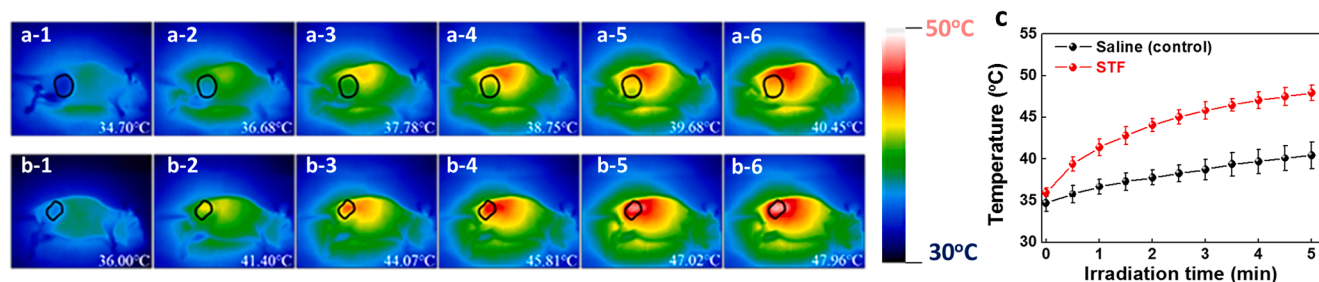 a-1 a-2 a-3 a-4 a-5 a-6
34.70°C 36.68°C 37.78°C 38.75°C 39.68°C 40.45°C
b-1 b-2 b-3 b-4 b-5 b-6
36.00°C 41.40°C 44.07°C 45.81°C 47.02°C 47.96°C
50°C
30°C
c
Temperature (°C)
55
50
45
40
35
30
Saline (control)
STF
0 1 2 3 4 5
Irradiation time (min)